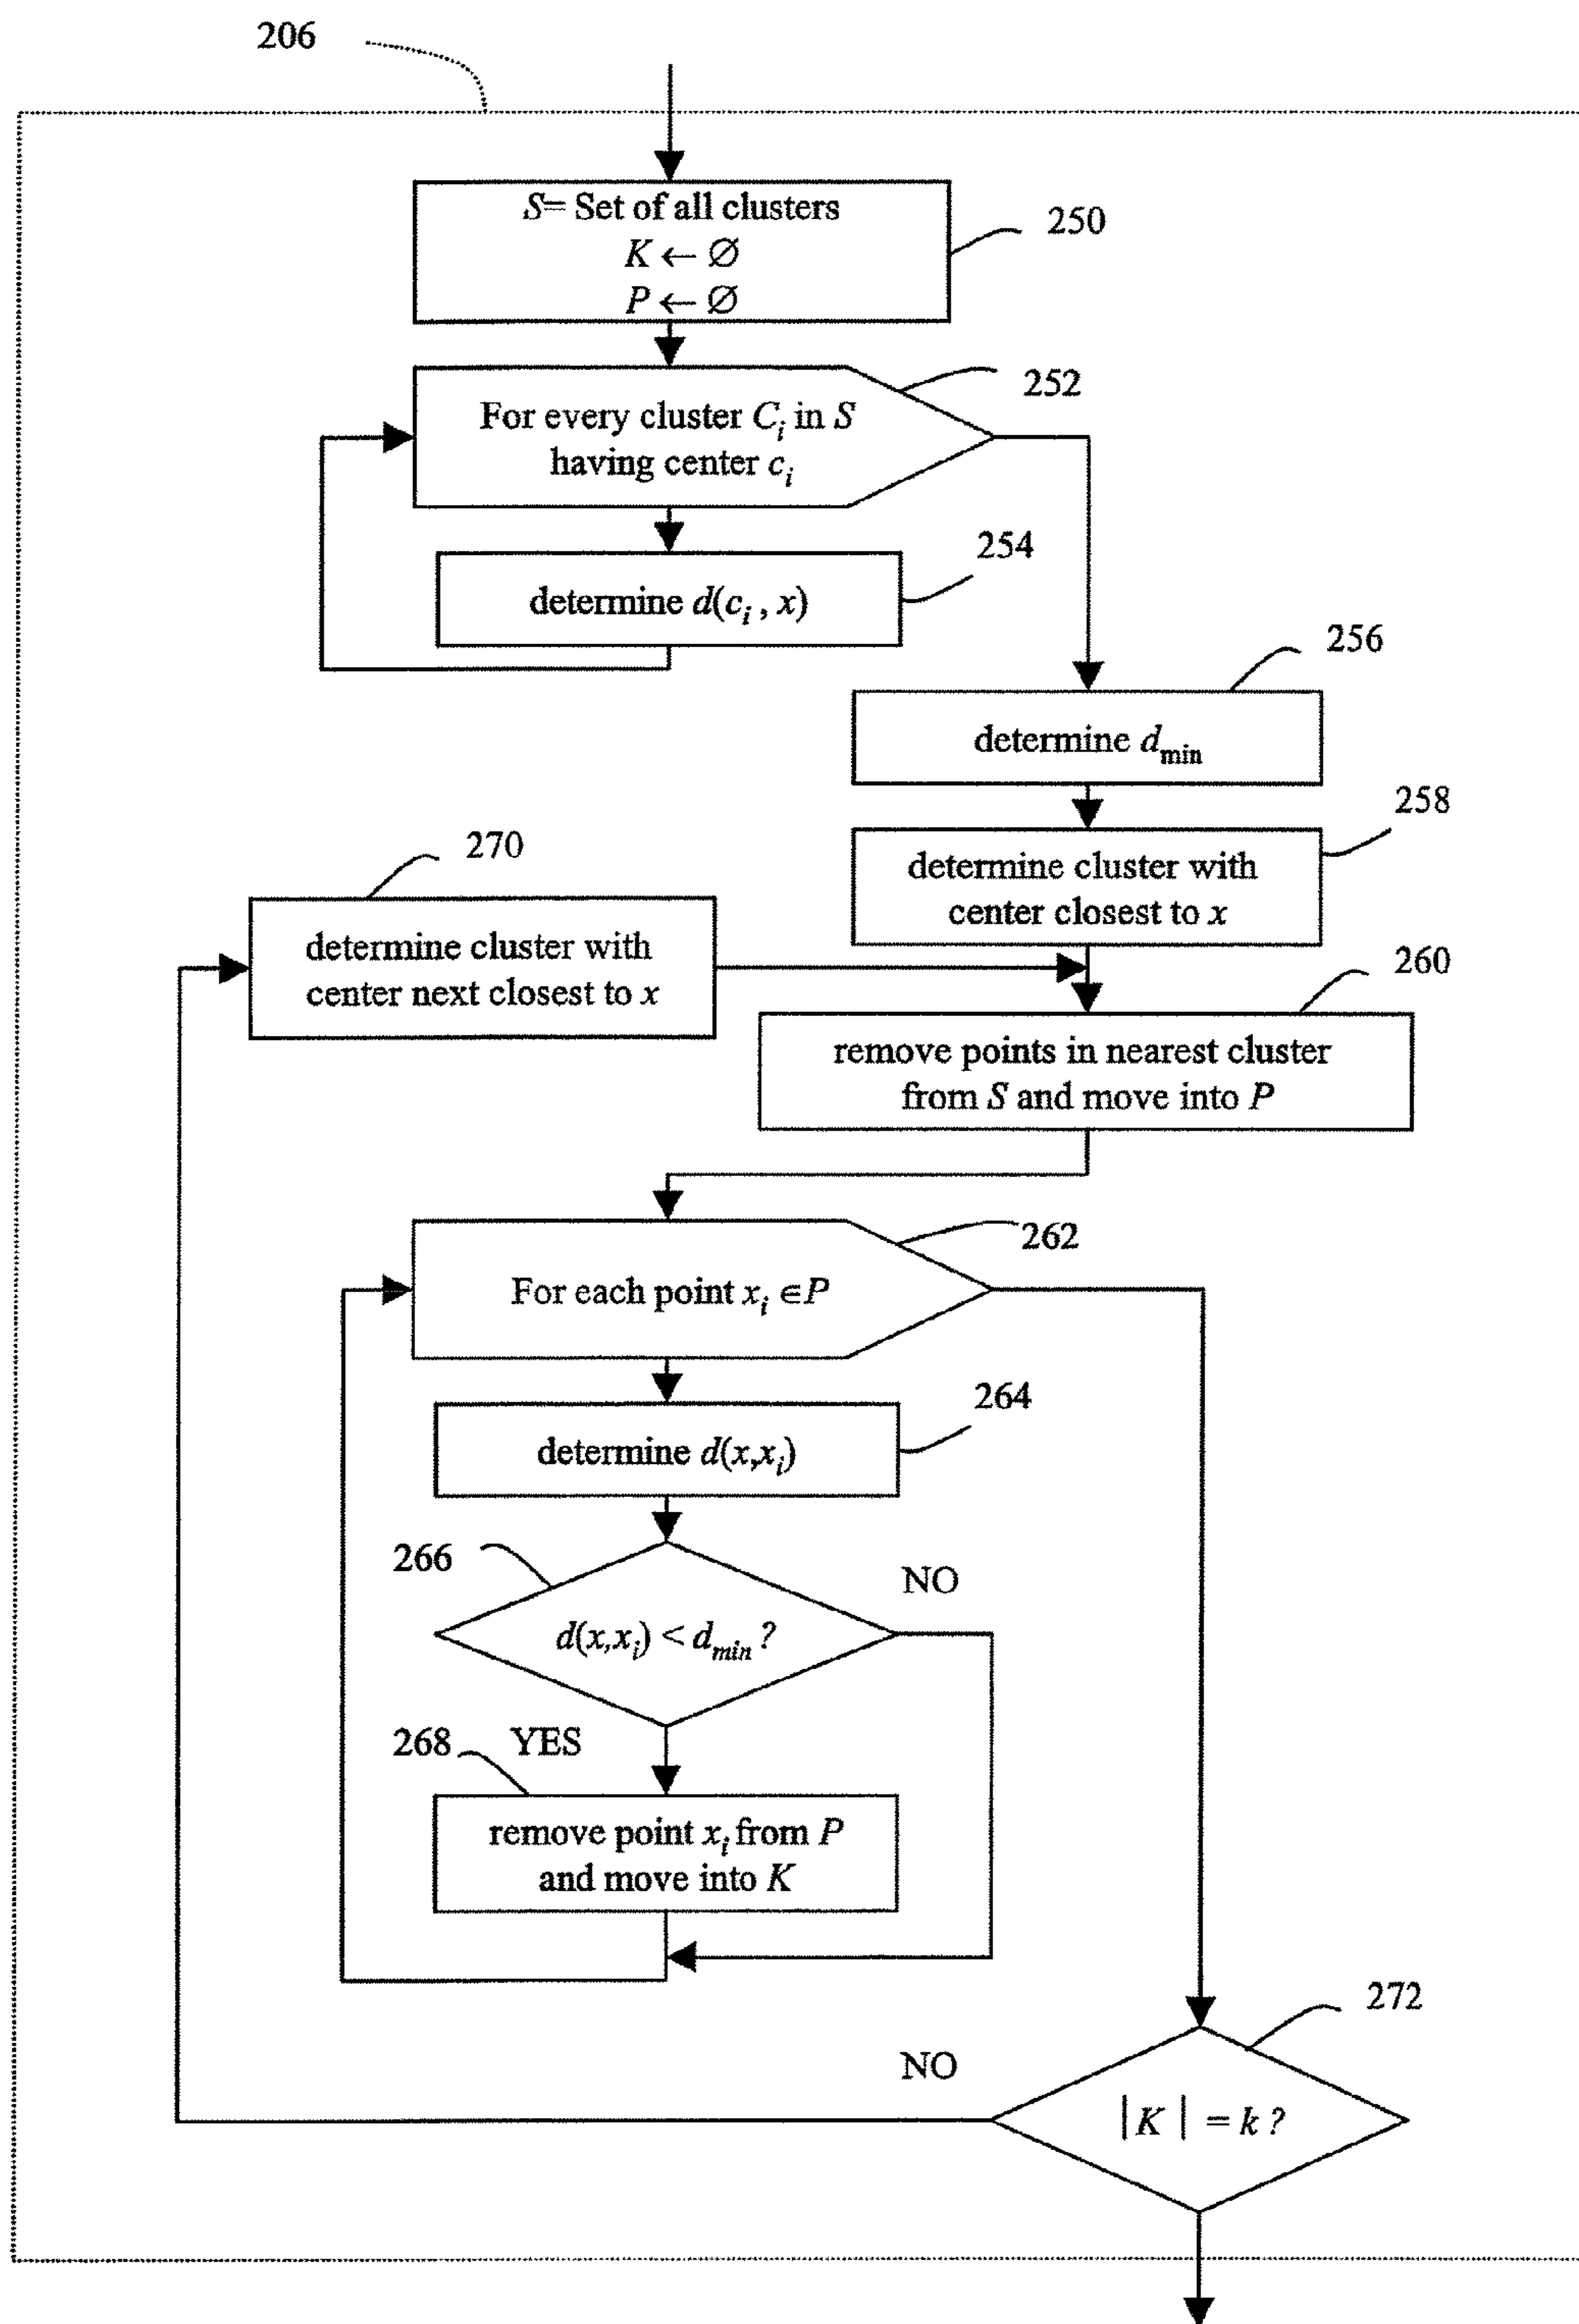 206
S= Set of all clusters
K ← ∅
P ← ∅
250
For every cluster C_i in S
having center c_i
252
determine d(c_i , x)
254
256
determine d_min
258
determine cluster with
center closest to x
270
determine cluster with
center next closest to x
260
remove points in nearest cluster
from S and move into P
262
For each point x_i ∈P
264
determine d(x,x_i)
266
NO
d(x,x_i) < d_min ?
268
YES
remove point x_i from P
and move into K
272
NO
|K | = k ?